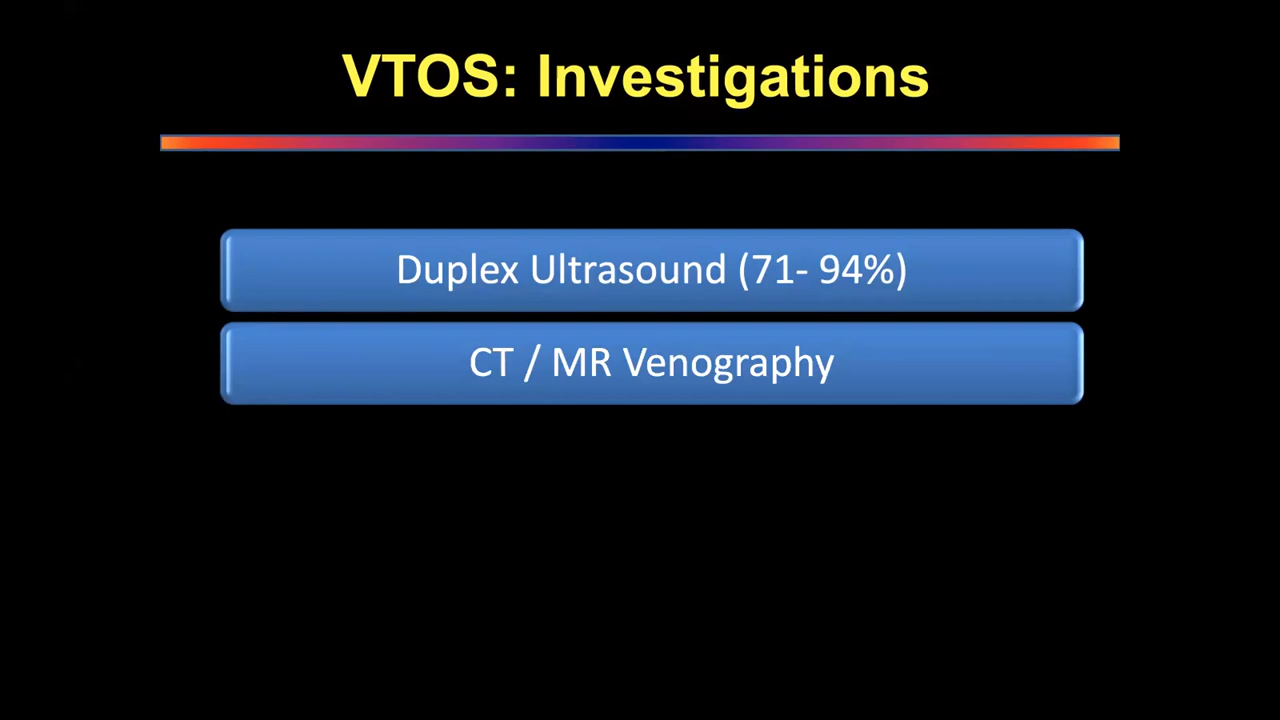 VTOS: Investigations
Duplex Ultrasound (71- 94%)
CT / MR Venography